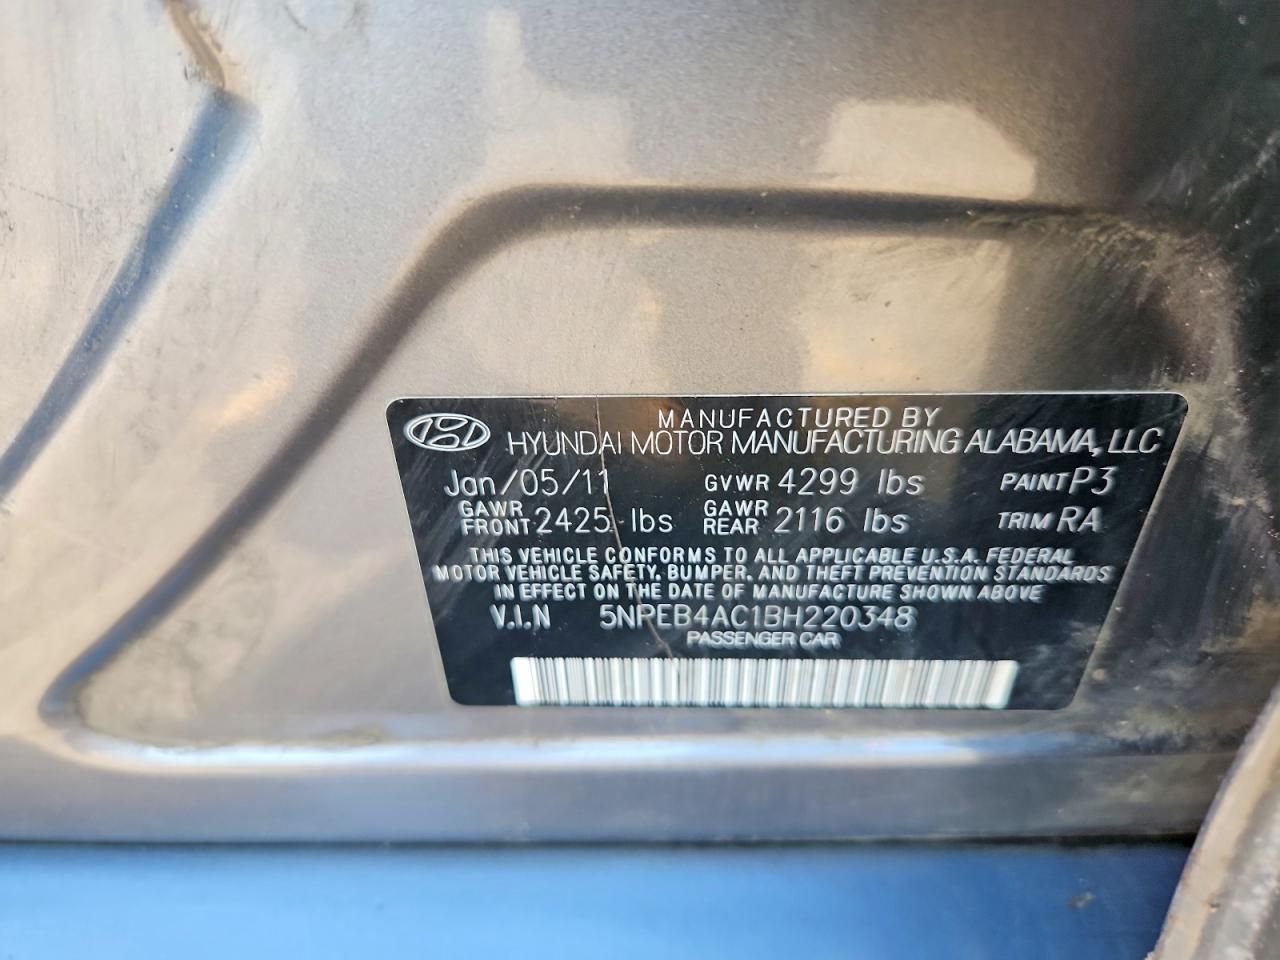 MANUFACTURED BY
HYUNDAI MOTOR MANUFACTURING ALABAMA, LLC
Jan/05/11 GVWR 4299 lbs PAINT P3
GAWR FRONT 2425 lbs GAWR REAR 2116 lbs TRIM RA
THIS VEHICLE CONFORMS TO ALL APPLICABLE U.S.A. FEDERAL
MOTOR VEHICLE SAFETY, BUMPER, AND THEFT PREVENTION STANDARDS
IN EFFECT ON THE DATE OF MANUFACTURE SHOWN ABOVE
V.I.N 5NPEB4AC1BH220348
PASSENGER CAR